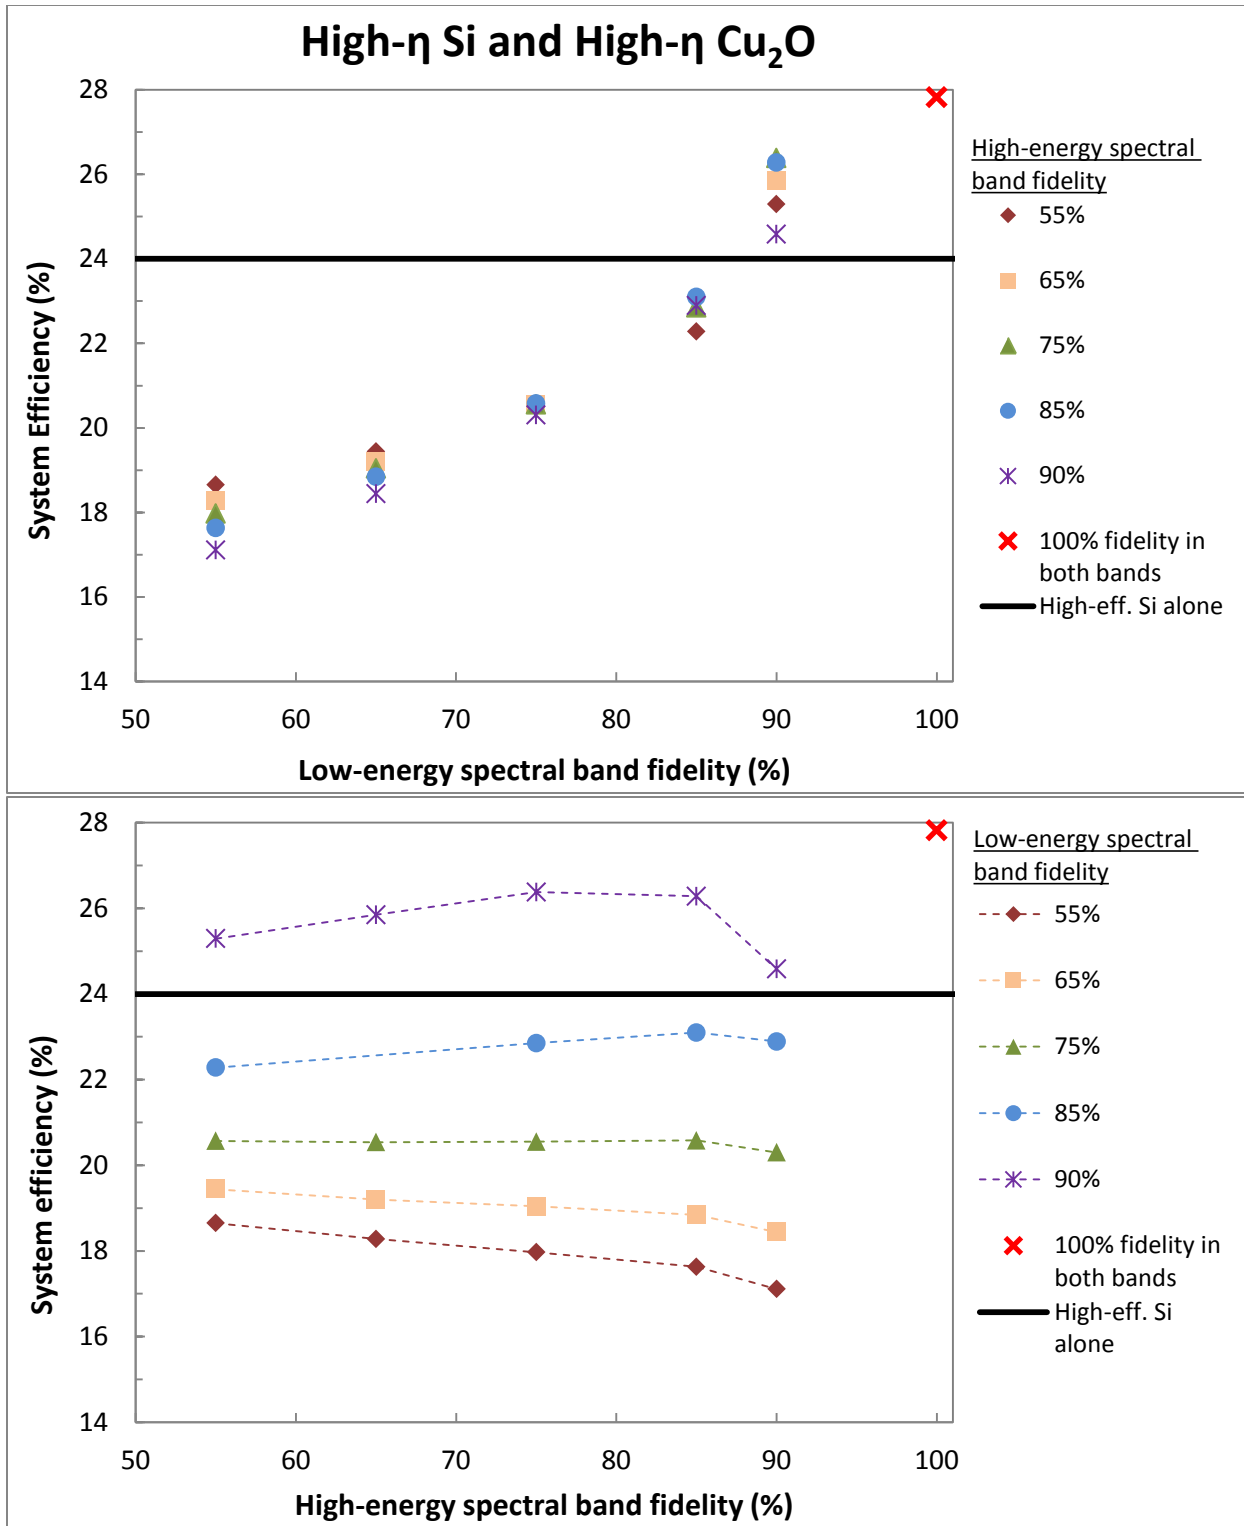 High-η Si and High-η Cu₂O
28
26
24
22
20
18
16
14
System Efficiency (%)
50 60 70 80 90 100
Low-energy spectral band fidelity (%)
High-energy spectral
band fidelity
55%
65%
75%
85%
90%
100% fidelity in
both bands
High-eff. Si alone
28
26
24
22
20
18
16
14
System efficiency (%)
50 60 70 80 90 100
High-energy spectral band fidelity (%)
Low-energy spectral
band fidelity
55%
65%
75%
85%
90%
100% fidelity in
both bands
High-eff. Si
alone